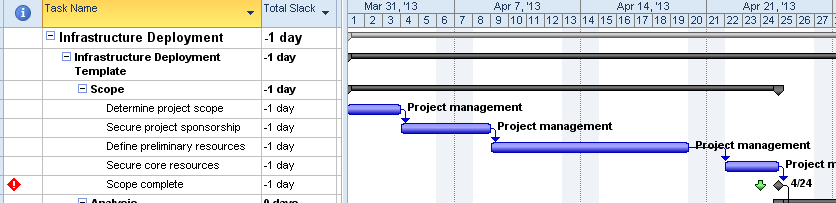 Task Name Total Slack Mar 31, '13 Apr 7, '13 Apr 14, '13 Apr 21, '13
1 2 3 4 5 6 7 8 9 10 11 12 13 14 15 16 17 18 19 20 21 22 23 24 25 26 27
Infrastructure Deployment -1 day
Infrastructure Deployment Template -1 day
Scope -1 day
Determine project scope -1 day Project management
Secure project sponsorship -1 day Project management
Define preliminary resources -1 day Project management
Secure core resources -1 day Project m
Scope complete -1 day 4/24
Analysis 0 days